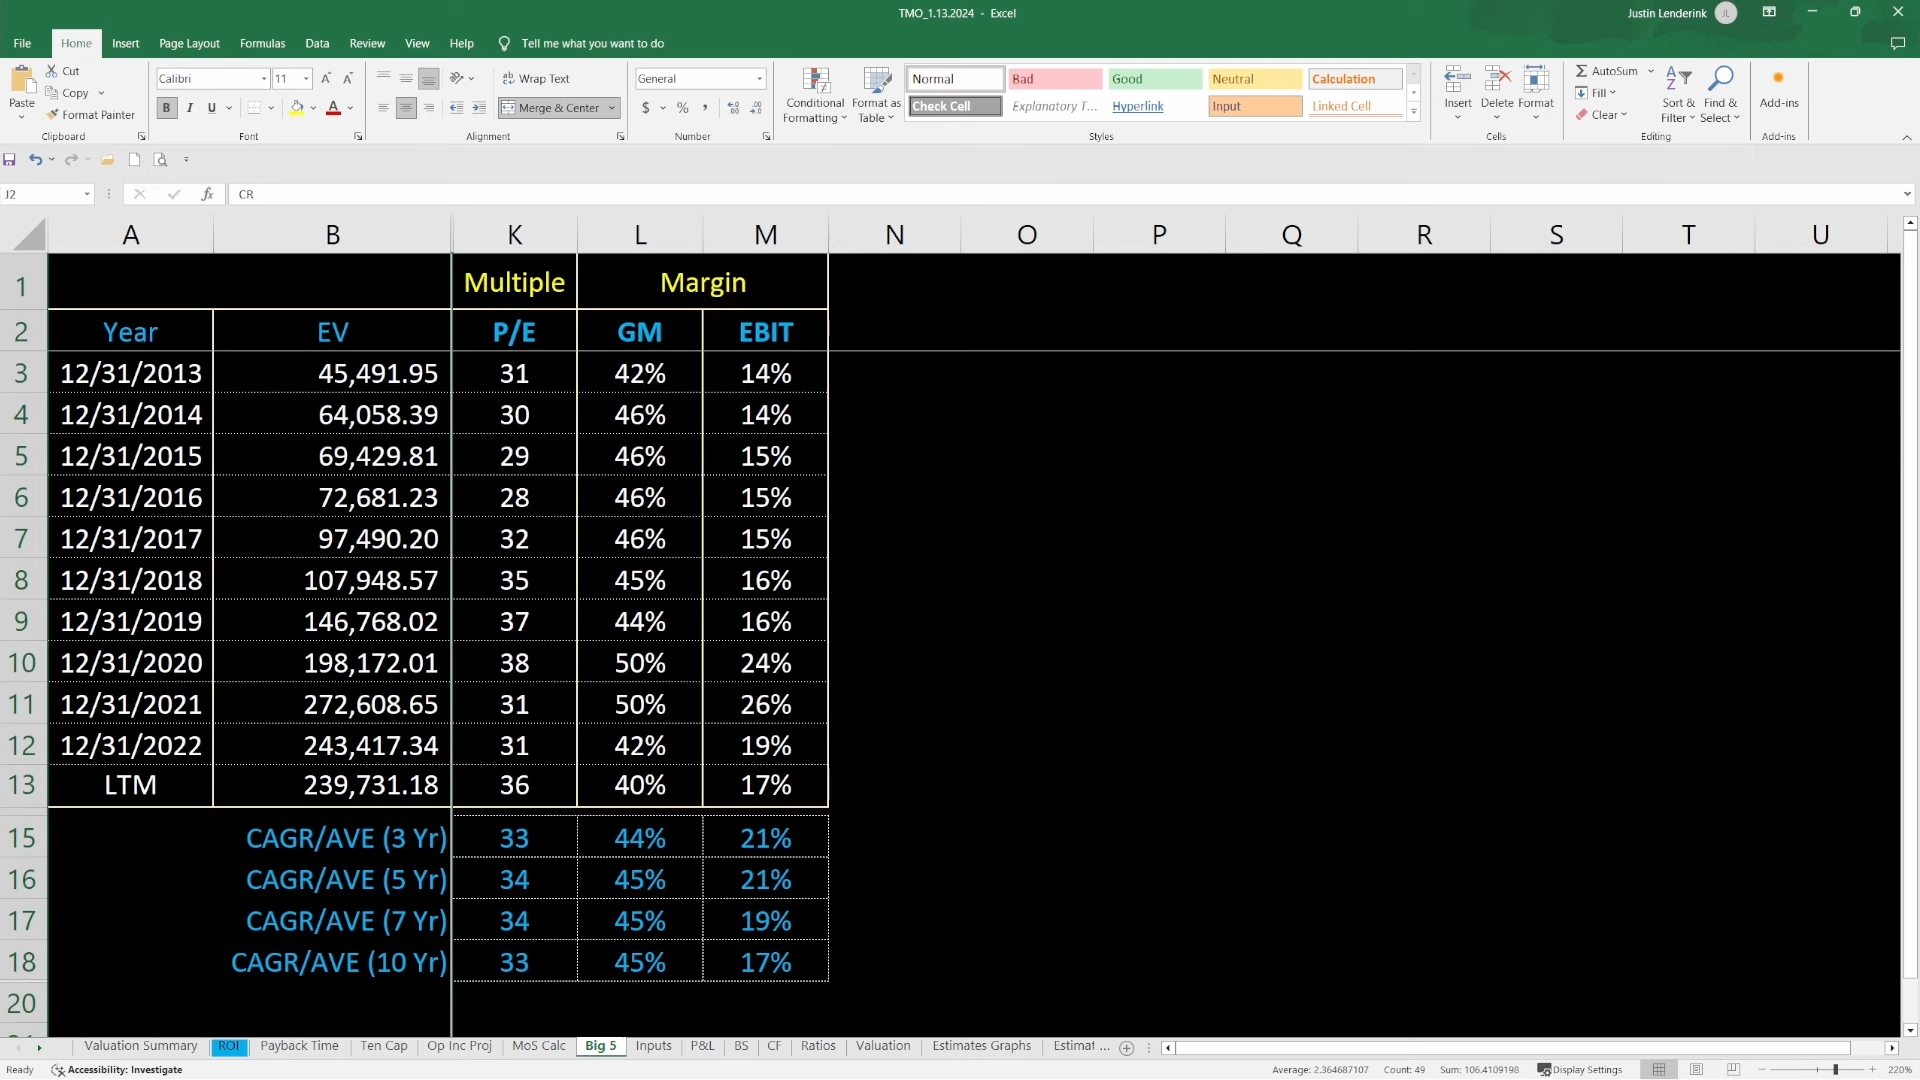 TMO_1.13.2024 - Excel
Justin Lenderink JL
File Home Insert Page Layout Formulas Data Review View Help Tell me what you want to do
Paste
Cut
Copy
Format Painter
Clipboard
Calibri 11
B I U
Font
Wrap Text
Merge & Center
Alignment
General
$ % ,
Number
Conditional Formatting
Format as Table
Normal Bad Good Neutral Calculation
Check Cell Explanatory T... Hyperlink Input Linked Cell
Styles
Insert Delete Format
Cells
AutoSum
Fill
Clear
Sort & Filter
Find & Select
Editing
Add-ins
Add-ins
J2 fx CR
A B K L M N O P Q R S T U
1 Multiple Margin
2 Year EV P/E GM EBIT
3 12/31/2013 45,491.95 31 42% 14%
4 12/31/2014 64,058.39 30 46% 14%
5 12/31/2015 69,429.81 29 46% 15%
6 12/31/2016 72,681.23 28 46% 15%
7 12/31/2017 97,490.20 32 46% 15%
8 12/31/2018 107,948.57 35 45% 16%
9 12/31/2019 146,768.02 37 44% 16%
10 12/31/2020 198,172.01 38 50% 24%
11 12/31/2021 272,608.65 31 50% 26%
12 12/31/2022 243,417.34 31 42% 19%
13 LTM 239,731.18 36 40% 17%
15 CAGR/AVE (3 Yr) 33 44% 21%
16 CAGR/AVE (5 Yr) 34 45% 21%
17 CAGR/AVE (7 Yr) 34 45% 19%
18 CAGR/AVE (10 Yr) 33 45% 17%
20
Valuation Summary ROI Payback Time Ten Cap Op Inc Proj MoS Calc Big 5 Inputs P&L BS CF Ratios Valuation Estimates Graphs Estimat ...
Ready Accessibility: Investigate Average: 2.364687107 Count: 49 Sum: 106.4109198 Display Settings 220%